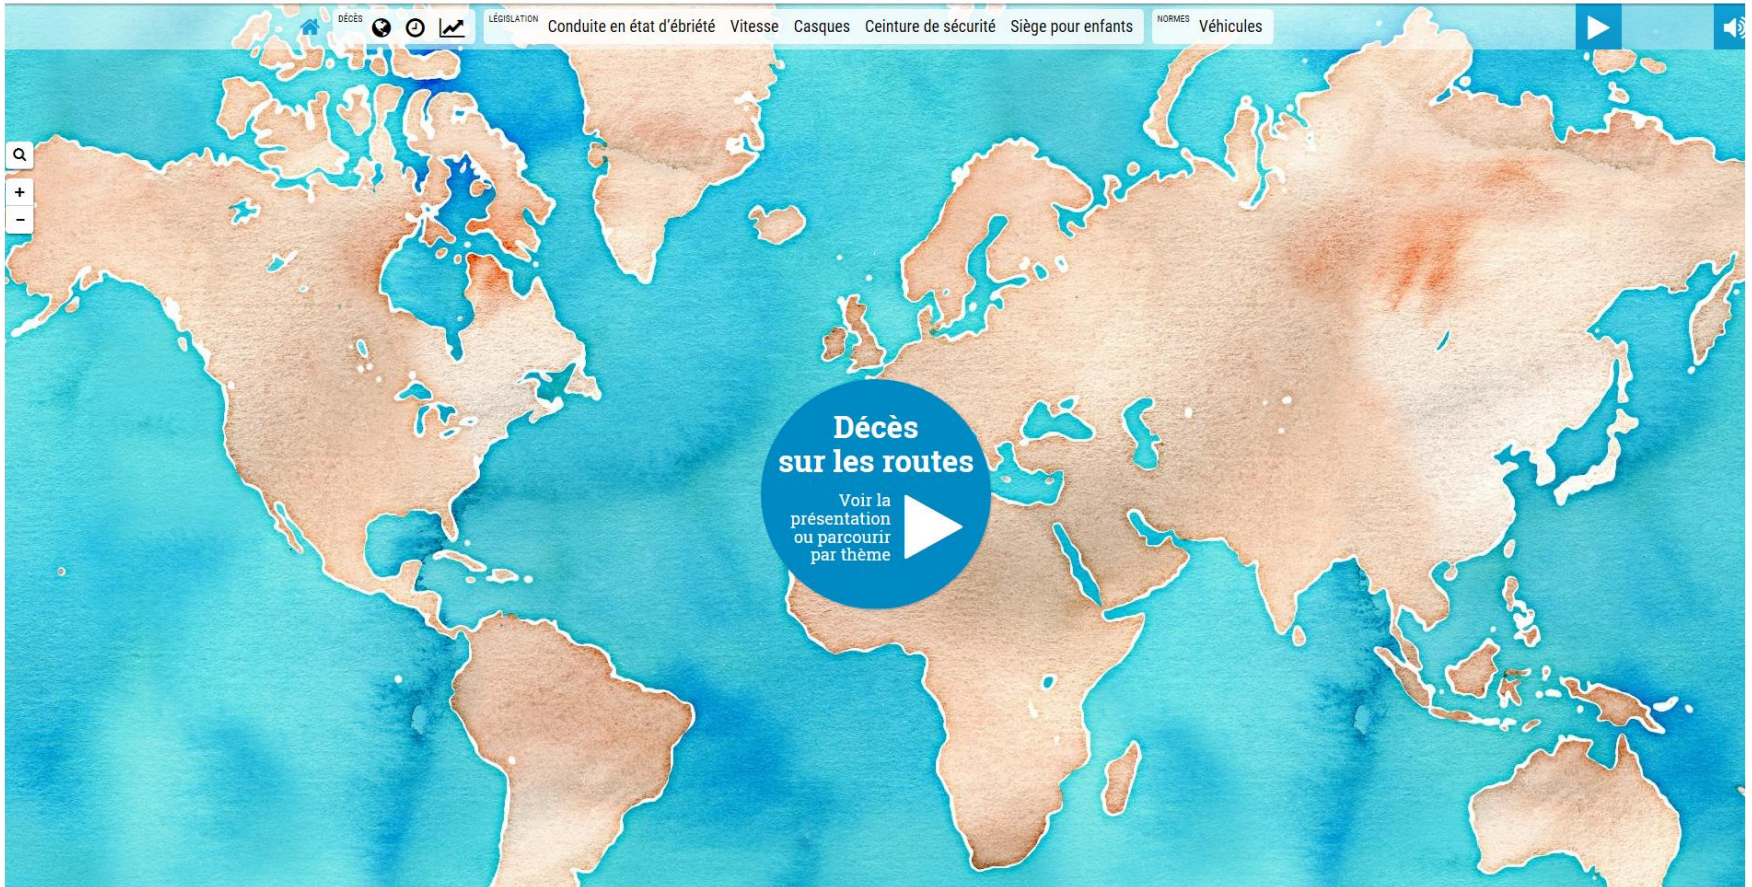 DÉCÈS
LÉGISLATION Conduite en état d'ébriété Vitesse Casques Ceinture de sécurité Siège pour enfants
NORMES Véhicules
+
-
Décès
sur les routes
Voir la
présentation
ou parcourir
par thème